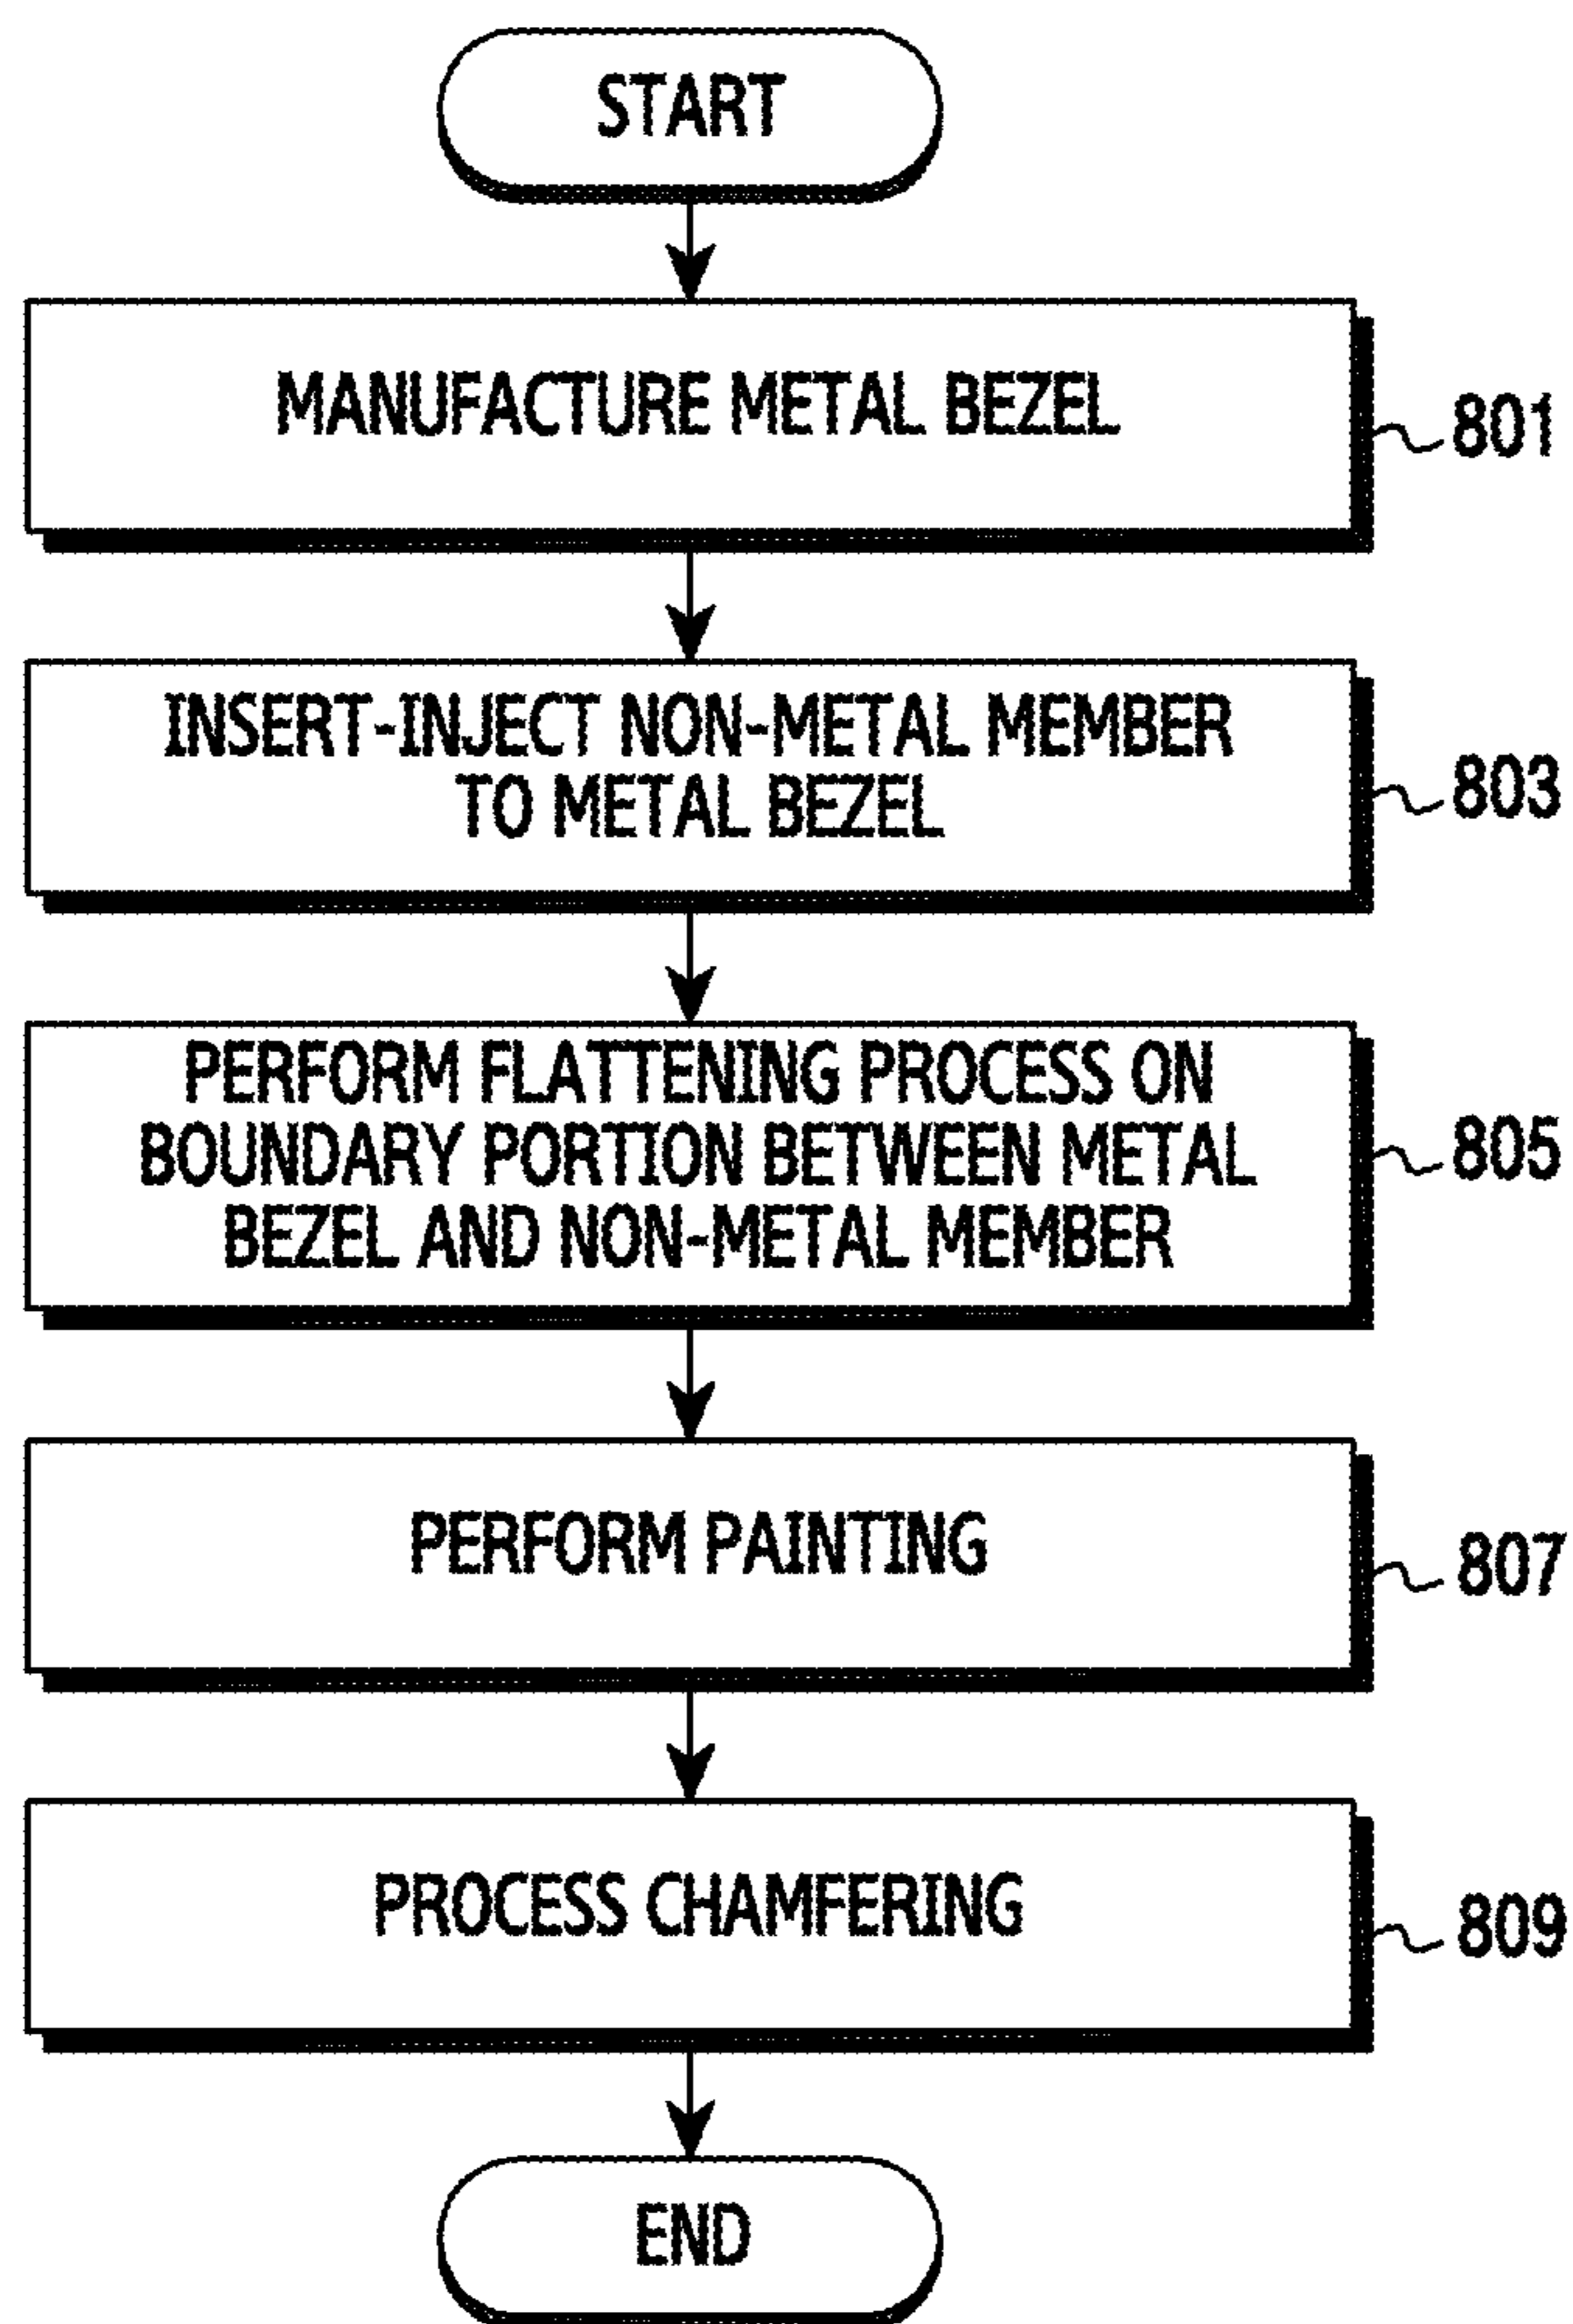 START
MANUFACTURE METAL BEZEL
801
INSERT-INJECT NON-METAL MEMBER
TO METAL BEZEL
803
PERFORM FLATTENING PROCESS ON
BOUNDARY PORTION BETWEEN METAL
BEZEL AND NON-METAL MEMBER
805
PERFORM PAINTING
807
PROCESS CHAMFERING
809
END